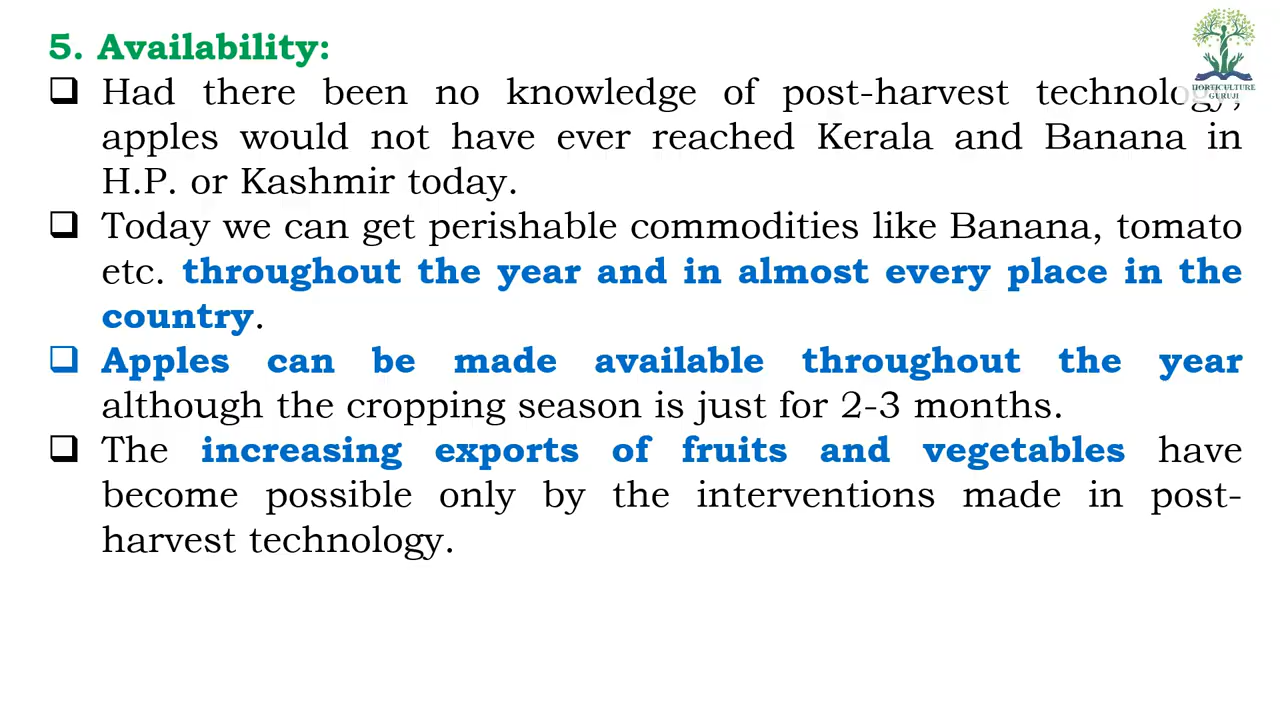 5. Availability:
❑ Had there been no knowledge of post-harvest technology,
apples would not have ever reached Kerala and Banana in
H.P. or Kashmir today.
❑ Today we can get perishable commodities like Banana, tomato
etc. throughout the year and in almost every place in the
country.
❑ Apples can be made available throughout the year
although the cropping season is just for 2-3 months.
❑ The increasing exports of fruits and vegetables have
become possible only by the interventions made in post-
harvest technology.
HORTICULTURE
GURUJI